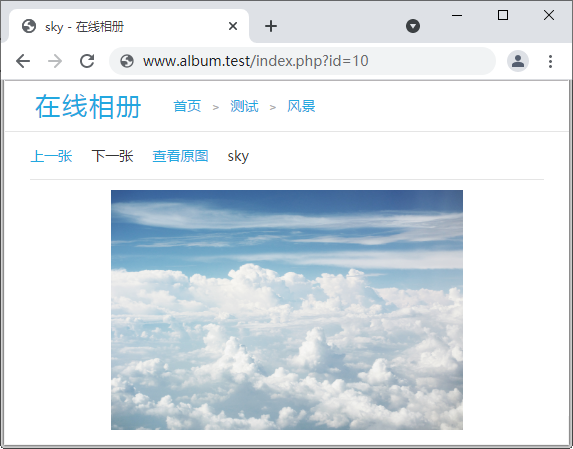 sky - 在线相册
www.album.test/index.php?id=10
在线相册 首页 > 测试 > 风景
上一张 下一张 查看原图 sky